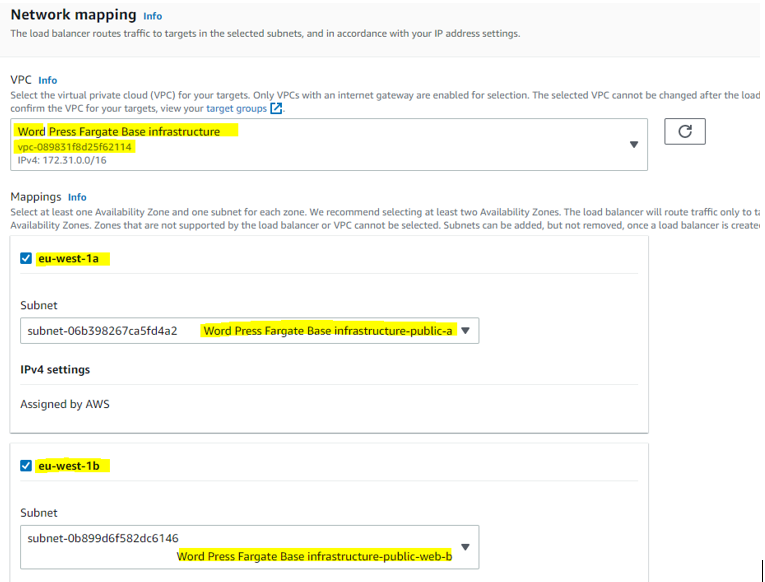 Network mapping Info
The load balancer routes traffic to targets in the selected subnets, and in accordance with your IP address settings.
VPC Info
Select the virtual private cloud (VPC) for your targets. Only VPCs with an internet gateway are enabled for selection. The selected VPC cannot be changed after the load
confirm the VPC for your targets, view your target groups.
Word Press Fargate Base infrastructure
vpc-089831f8d25f62114
IPv4: 172.31.0.0/16
Mappings Info
Select at least one Availability Zone and one subnet for each zone. We recommend selecting at least two Availability Zones. The load balancer will route traffic only to ta
Availability Zones. Zones that are not supported by the load balancer or VPC cannot be selected. Subnets can be added, but not removed, once a load balancer is create
eu-west-1a
Subnet
subnet-06b398267ca5fd4a2 Word Press Fargate Base infrastructure-public-a
IPv4 settings
Assigned by AWS
eu-west-1b
Subnet
subnet-0b899d6f582dc6146
Word Press Fargate Base infrastructure-public-web-b